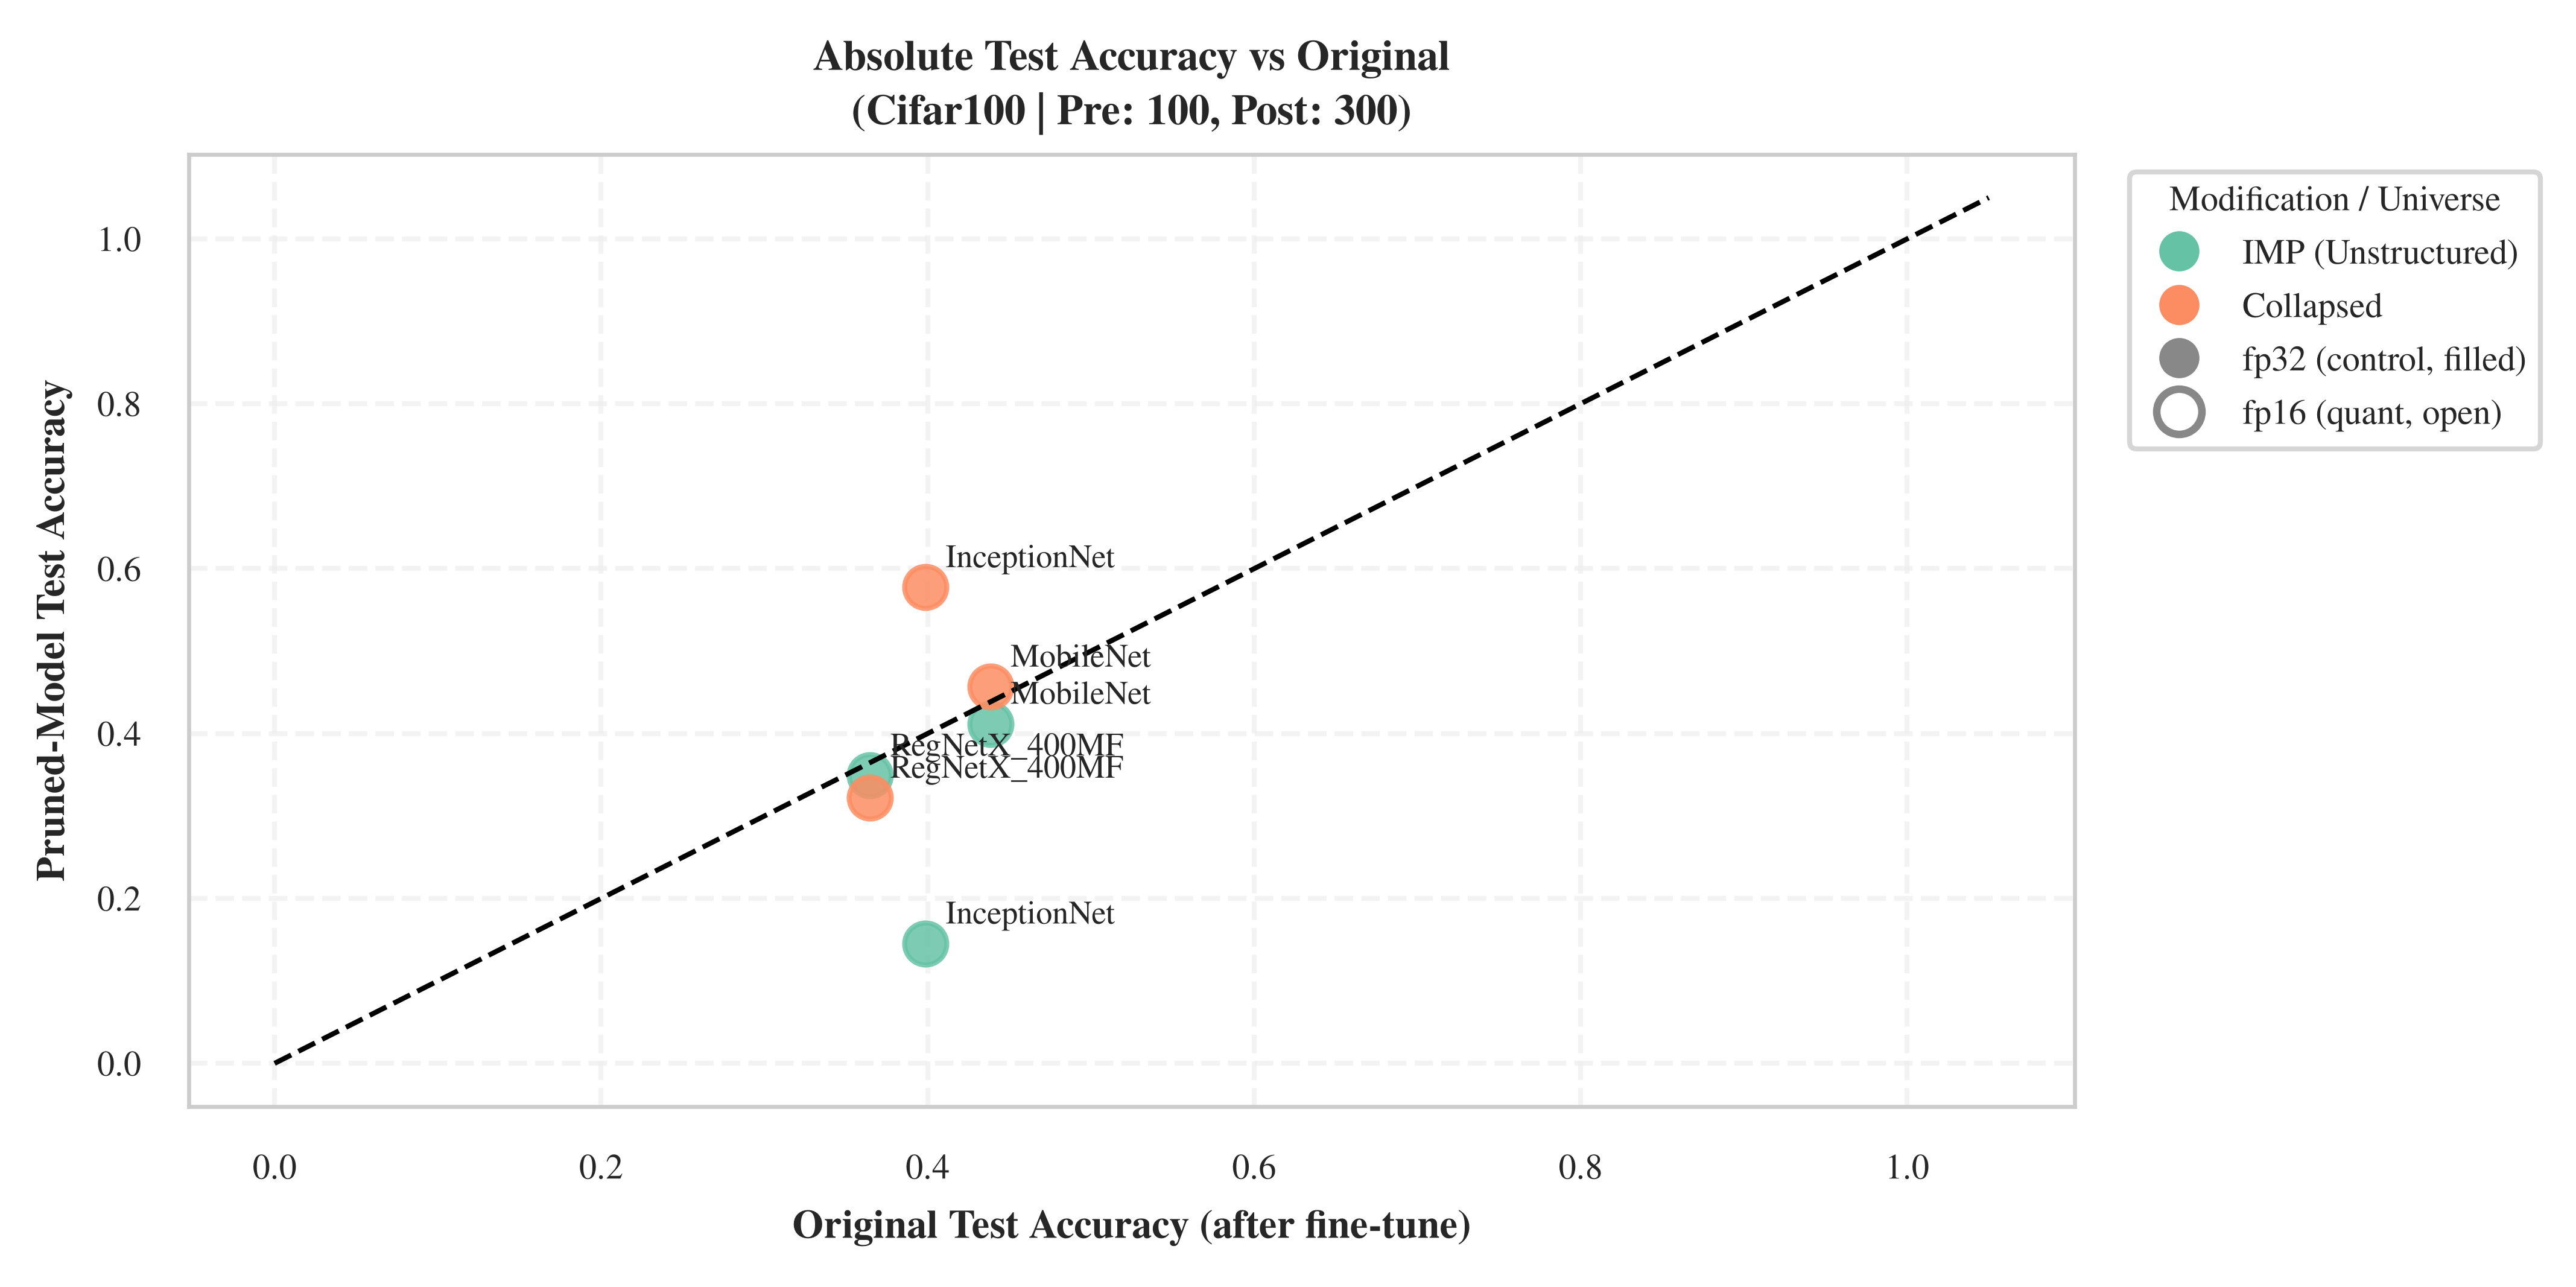 Absolute Test Accuracy vs Original
(Cifar100 | Pre: 100, Post: 300)
Pruned-Model Test Accuracy
1.0
0.8
0.6
0.4
0.2
0.0
InceptionNet
MobileNet
MobileNet
RegNetX_400MF
RegNetX_400MF
InceptionNet
0.0
0.2
0.4
0.6
0.8
1.0
Original Test Accuracy (after fine-tune)
Modification / Universe
IMP (Unstructured)
Collapsed
fp32 (control, filled)
fp16 (quant, open)